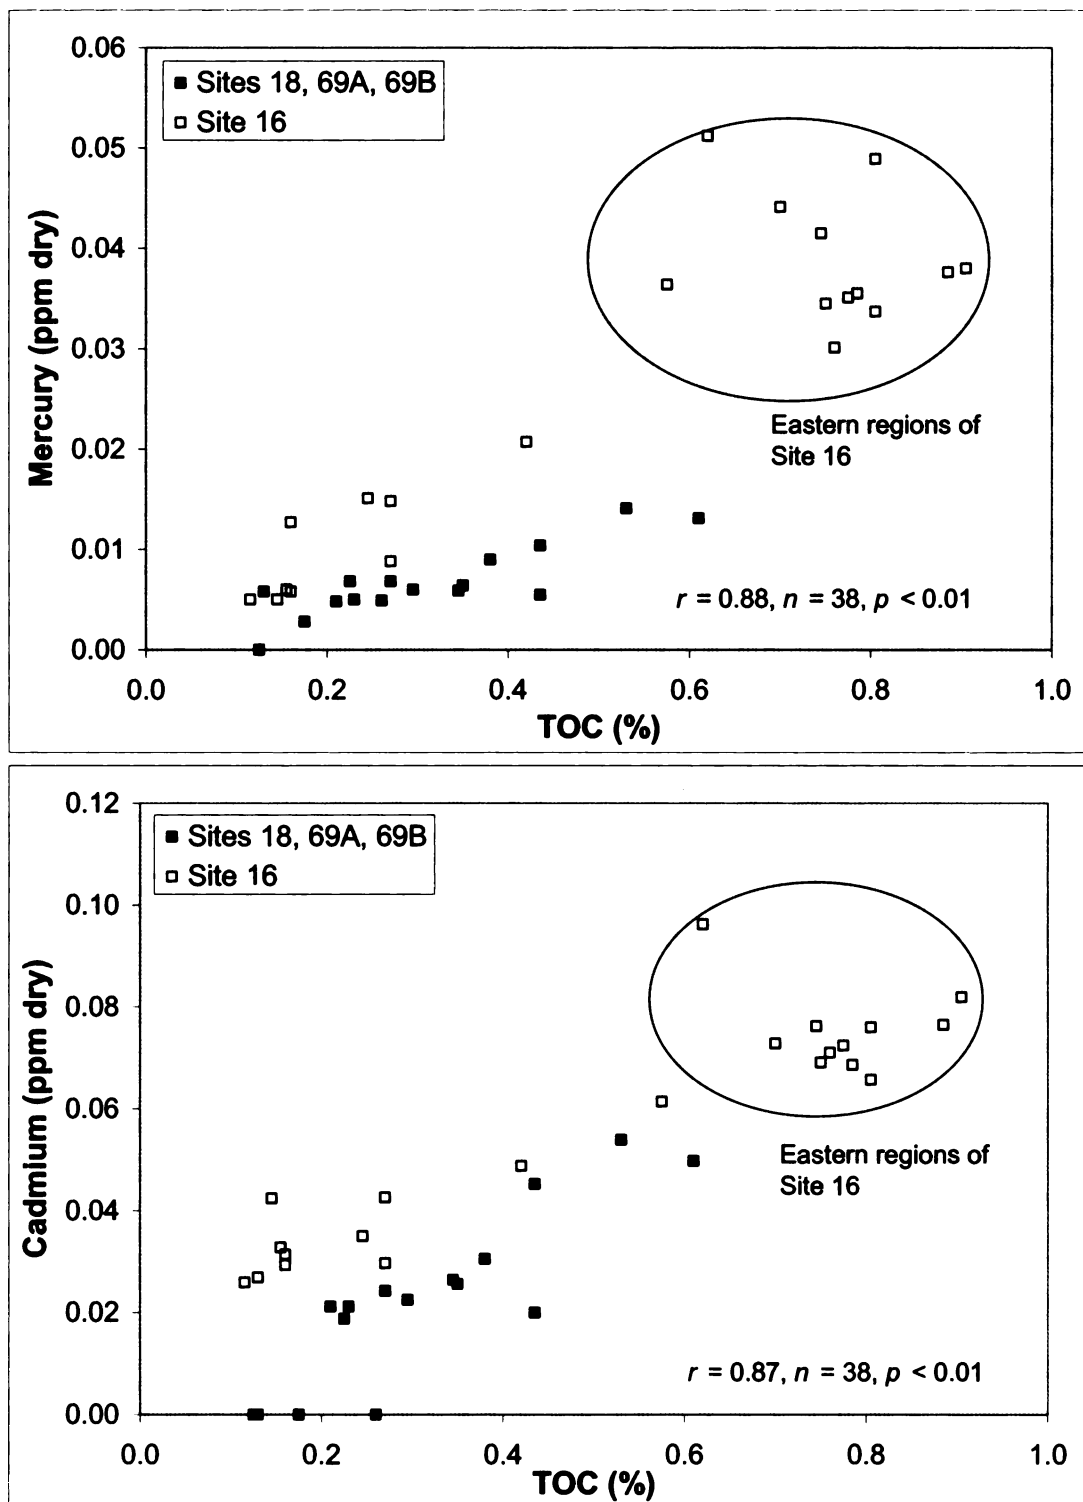 0.06
0.05
0.04
0.03
0.02
0.01
0.00
Mercury (ppm dry)
Sites 18, 69A, 69B
Site 16
Eastern regions of
Site 16
r = 0.88, n = 38, p < 0.01
0.0 0.2 0.4 0.6 0.8 1.0
TOC (%)
0.12
0.10
0.08
0.06
0.04
0.02
0.00
Cadmium (ppm dry)
Sites 18, 69A, 69B
Site 16
Eastern regions of
Site 16
r = 0.87, n = 38, p < 0.01
0.0 0.2 0.4 0.6 0.8 1.0
TOC (%)